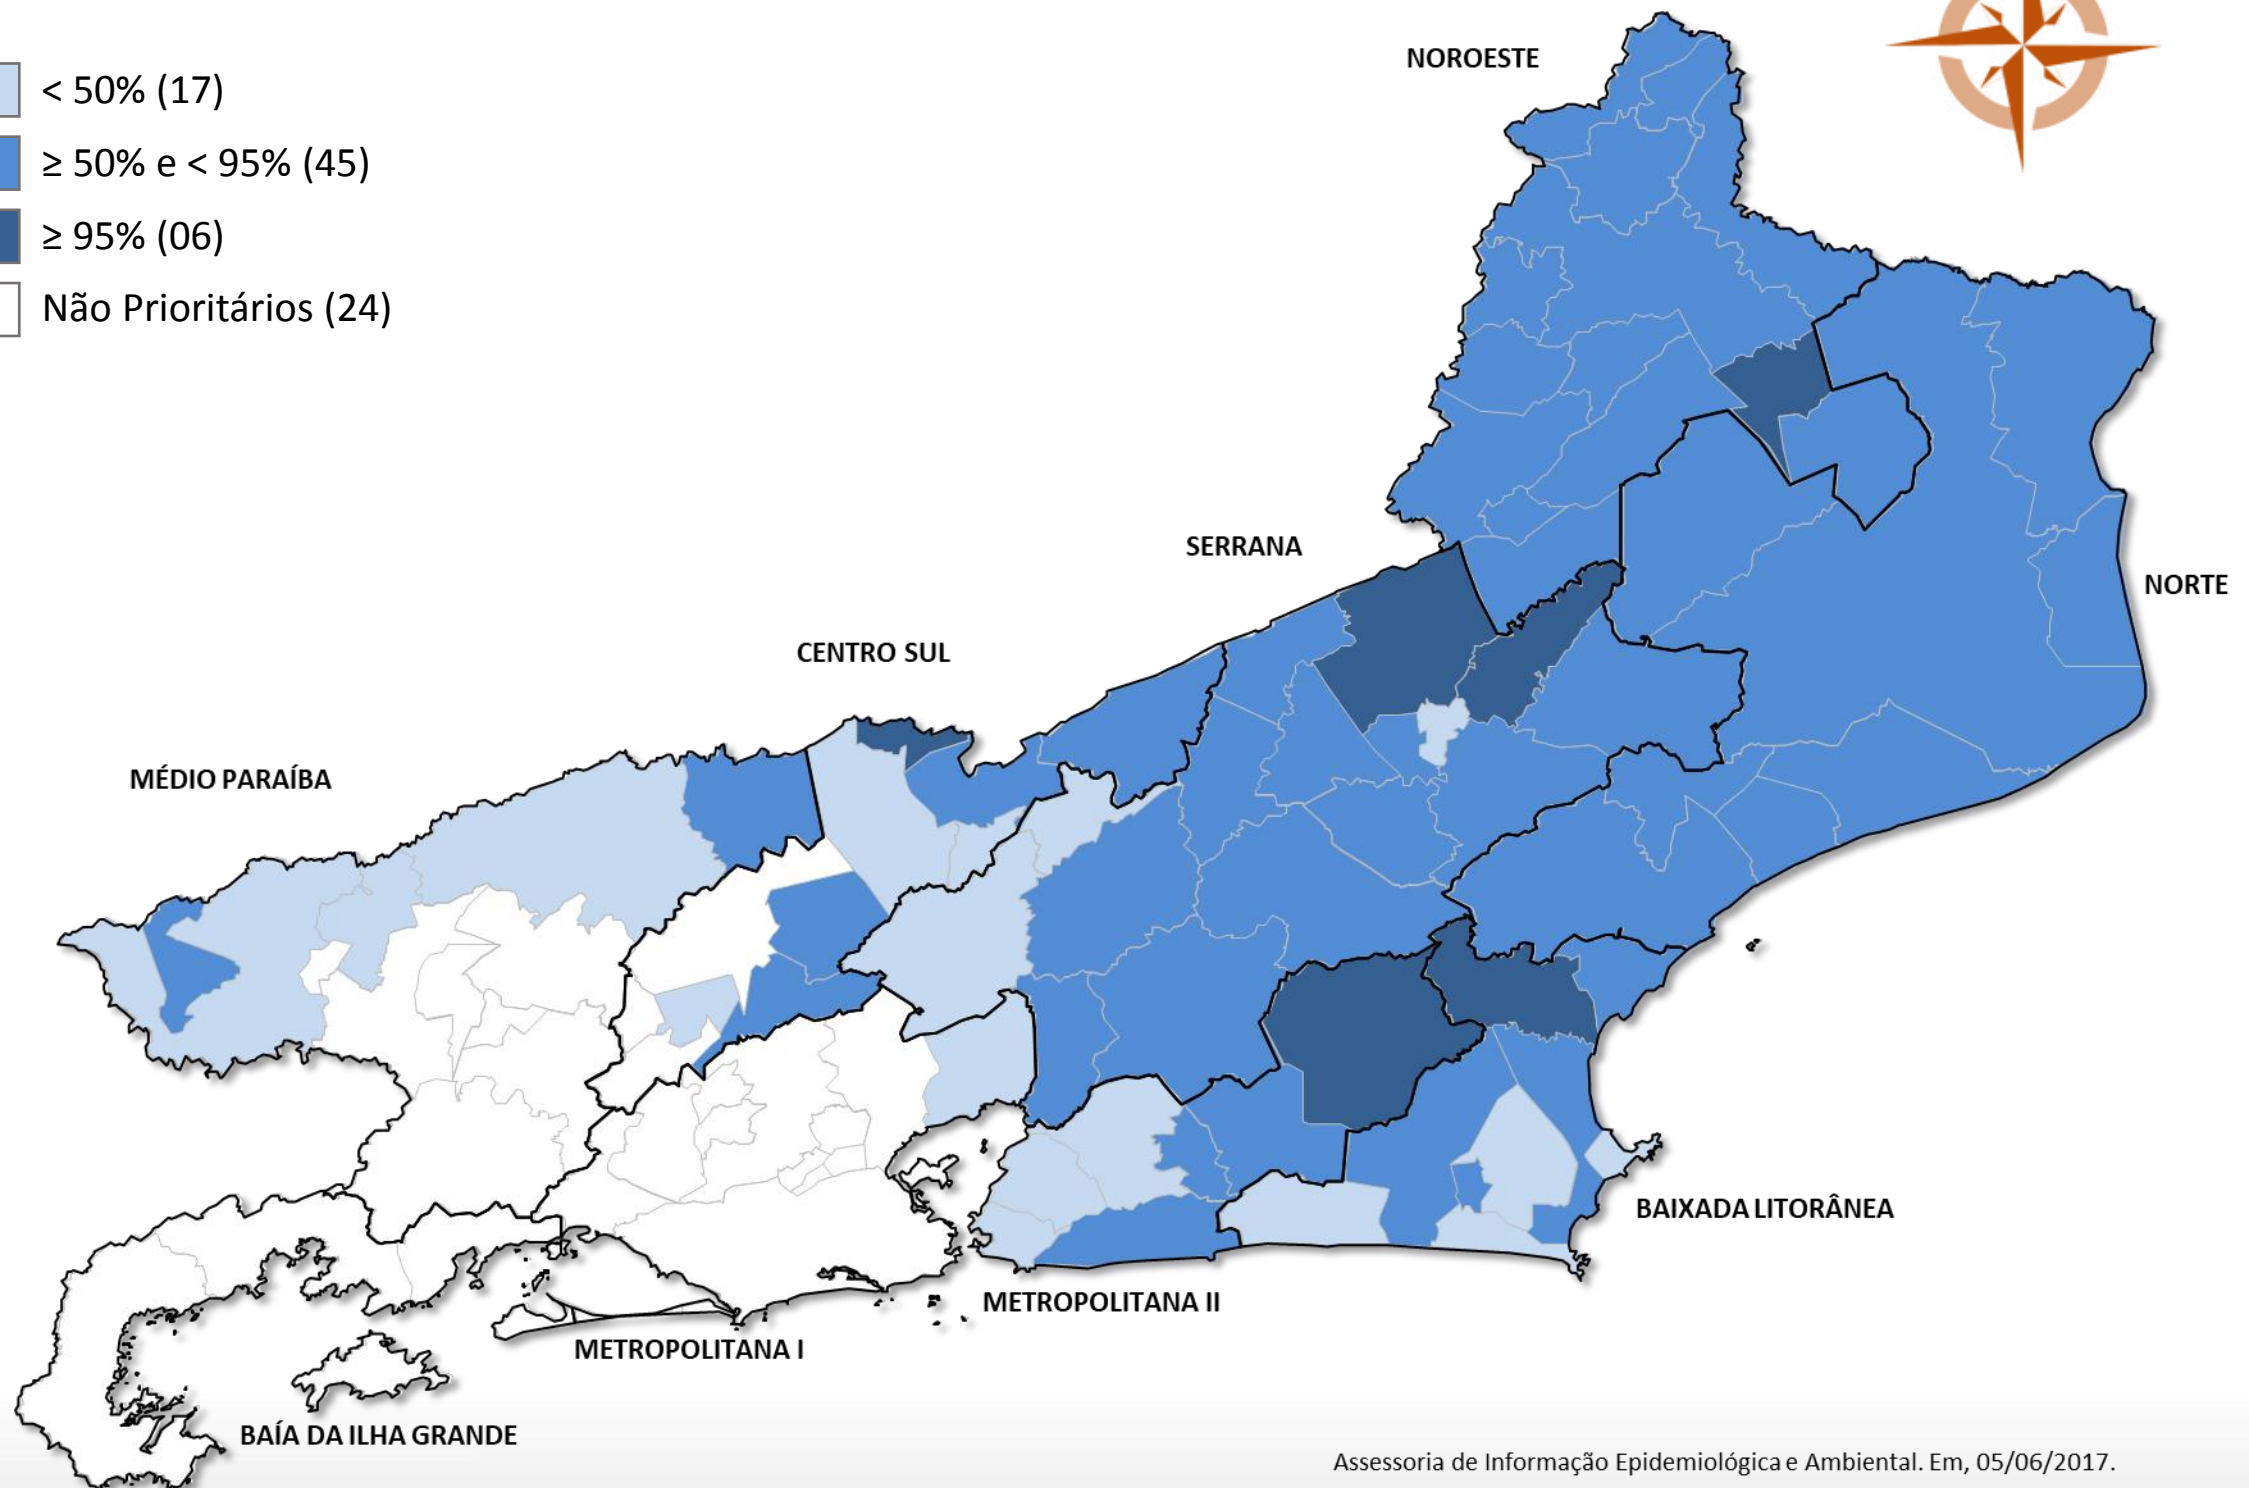 < 50% (17)
≥ 50% e < 95% (45)
≥ 95% (06)
Não Prioritários (24)
NOROESTE
SERRANA
NORTE
CENTRO SUL
MÉDIO PARAÍBA
BAIXADA LITORÂNEA
METROPOLITANA II
METROPOLITANA I
BAÍA DA ILHA GRANDE
Assessoria de Informação Epidemiológica e Ambiental. Em, 05/06/2017.